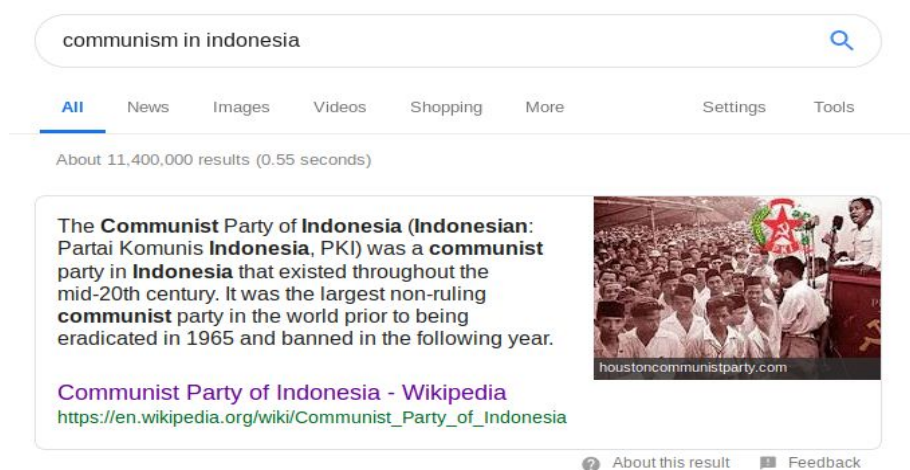 communism in indonesia
All News Images Videos Shopping More Settings Tools
About 11,400,000 results (0.55 seconds)
The Communist Party of Indonesia (Indonesian:
Partai Komunis Indonesia, PKI) was a communist
party in Indonesia that existed throughout the
mid-20th century. It was the largest non-ruling
communist party in the world prior to being
eradicated in 1965 and banned in the following year.
houstoncommunistparty.com
Communist Party of Indonesia - Wikipedia
https://en.wikipedia.org/wiki/Communist_Party_of_Indonesia
About this result Feedback